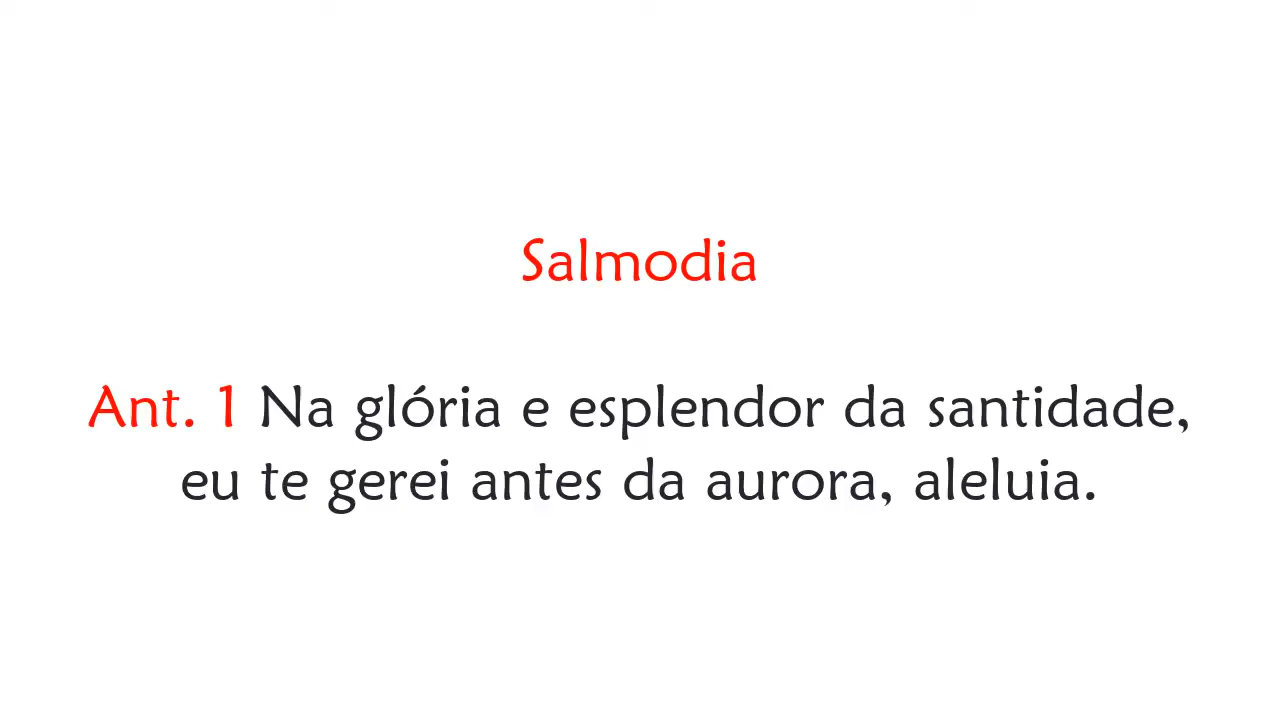 Salmodia
Ant. 1 Na glória e esplendor da santidade,
eu te gerei antes da aurora, aleluia.